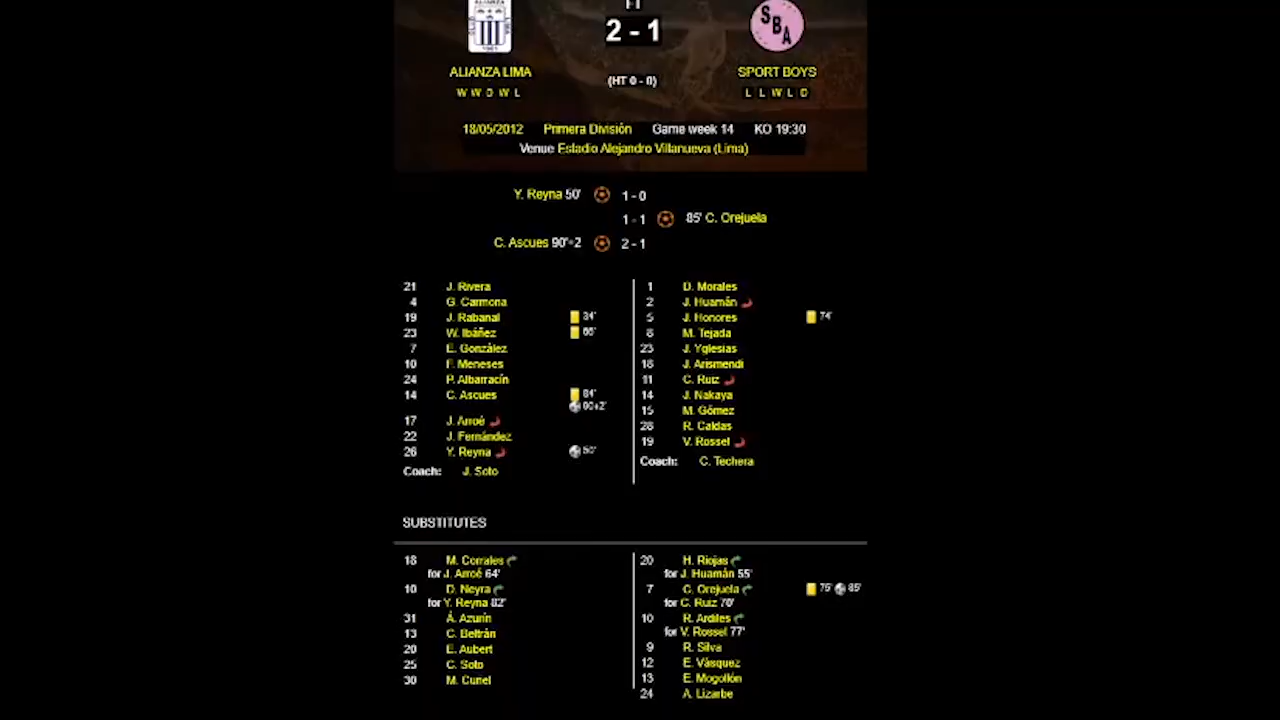 ALIANZA
LIMA
1901
SBA
FT
2 - 1
ALIANZA LIMA
SPORT BOYS
(HT 0 - 0)
W W D W L
L L W L D
18/05/2012 Primera División Game week 14 KO 19:30
Venue Estadio Alejandro Villanueva (Lima)
Y. Reyna 50' 1 - 0
1 - 1 85' C. Orejuela
C. Ascues 90'+2 2 - 1
21 J. Rivera
4 G. Carmona
19 J. Rabanal 34'
23 W. Ibáñez 66'
7 E. González
10 F. Meneses
24 P. Albarracín
14 C. Ascues 84'
90+2'
17 J. Arroé
22 J. Fernández
26 Y. Reyna 50'
Coach: J. Soto
1 D. Morales
2 J. Huamán
5 J. Honores 74'
8 M. Tejada
23 J. Yglesias
18 J. Arismendi
11 C. Ruiz
14 J. Nakaya
15 M. Gómez
28 R. Caldas
19 V. Rossel
Coach: C. Techera
SUBSTITUTES
18 M. Corrales
for J. Arroé 64'
10 D. Neyra
for Y. Reyna 82'
31 Á. Azurín
13 C. Beltrán
20 E. Aubert
25 C. Soto
30 M. Curiel
20 H. Riojas
for J. Huamán 55'
7 C. Orejuela 75' 85'
for C. Ruiz 70'
10 R. Ardiles
for V. Rossel 77'
9 R. Silva
12 E. Vásquez
13 E. Mogollón
24 A. Lizarbe